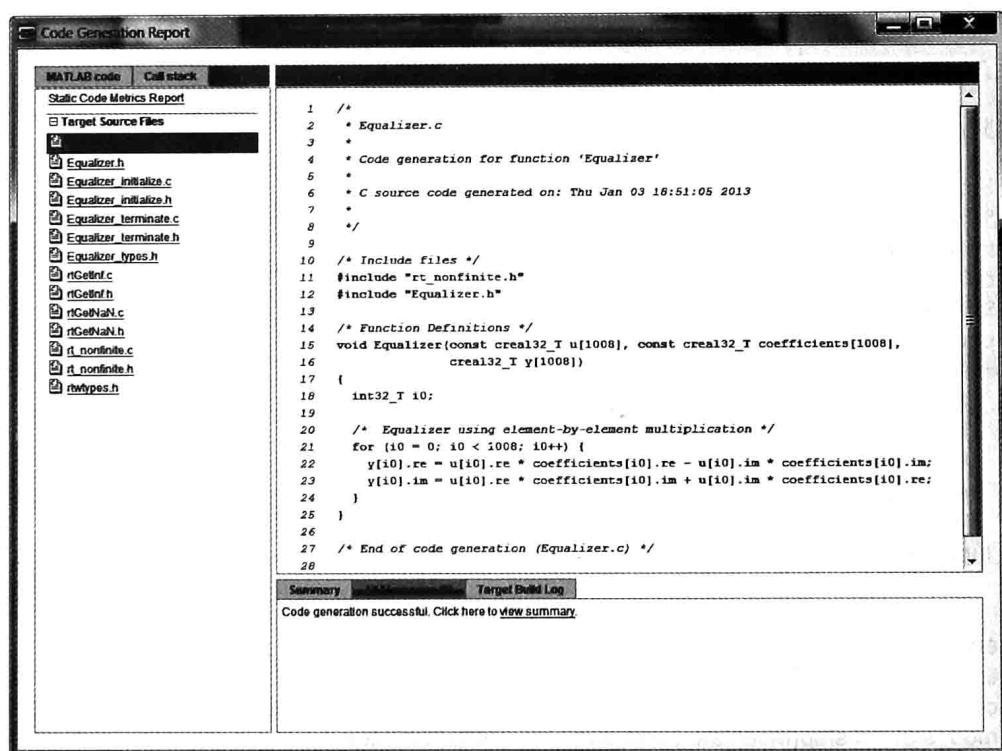 Code Generation Report
MATLAB code
Call stack
Static Code Metrics Report
Target Source Files
Equalizer.h
Equalizer_initialize.c
Equalizer_initialize.h
Equalizer_terminate.c
Equalizer_terminate.h
Equalizer_types.h
rtGetInf.c
rtGetInf.h
rtGetNaN.c
rtGetNaN.h
rt_nonfinite.c
rt_nonfinite.h
rtwtypes.h
1 /*
2 * Equalizer.c
3 *
4 * Code generation for function 'Equalizer'
5 *
6 * C source code generated on: Thu Jan 03 18:51:05 2013
7 *
8 */
9
10 /* Include files */
11 #include "rt_nonfinite.h"
12 #include "Equalizer.h"
13
14 /* Function Definitions */
15 void Equalizer(const creal32_T u[1008], const creal32_T coefficients[1008],
16 creal32_T y[1008])
17 {
18 int32_T i0;
19
20 /* Equalizer using element-by-element multiplication */
21 for (i0 = 0; i0 < 1008; i0++) {
22 y[i0].re = u[i0].re * coefficients[i0].re - u[i0].im * coefficients[i0].im;
23 y[i0].im = u[i0].re * coefficients[i0].im + u[i0].im * coefficients[i0].re;
24 }
25 }
26
27 /* End of code generation (Equalizer.c) */
28
Summary
Target Build Log
Code generation successful. Click here to view summary.